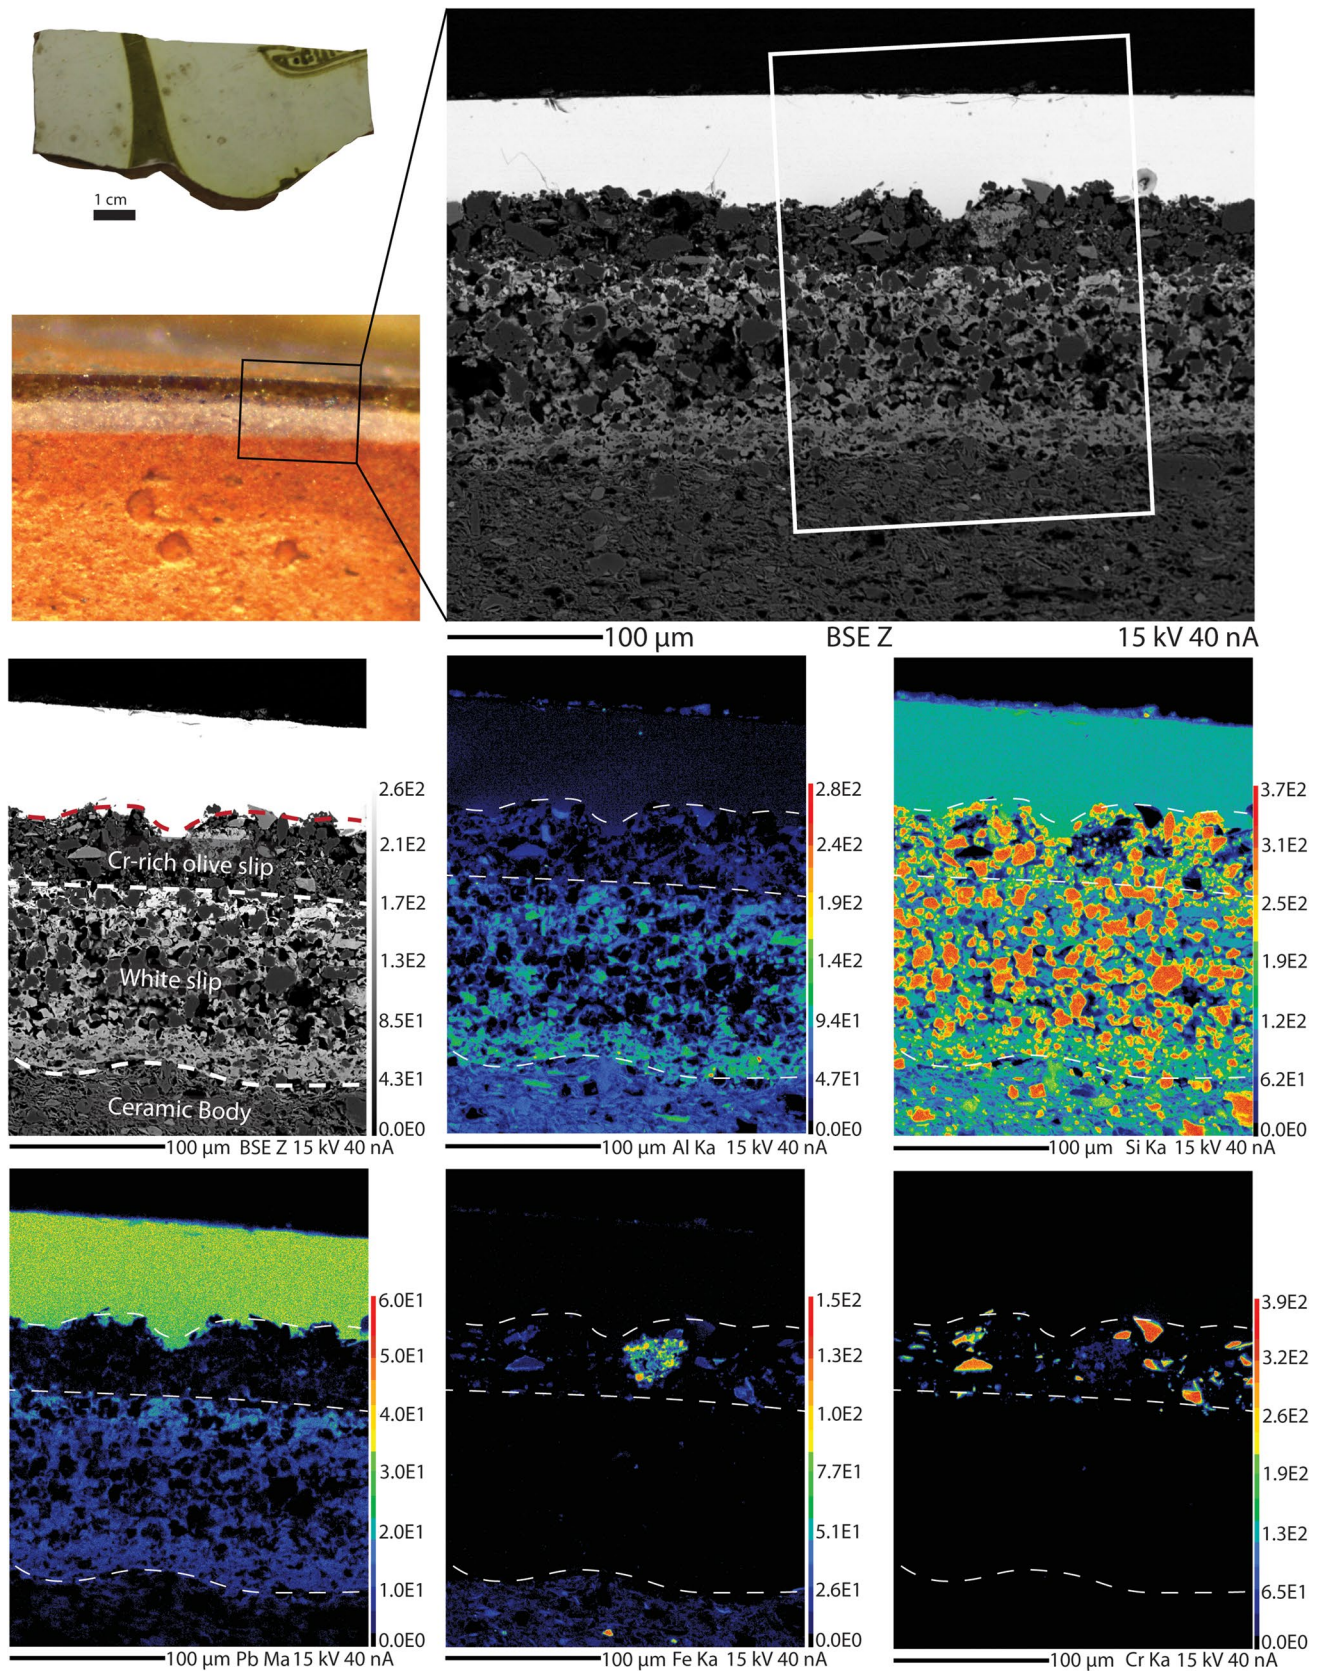 1 cm
100 µm BSE Z 15 kV 40 nA
2.6E2
2.1E2
1.7E2
1.3E2
8.5E1
4.3E1
0.0E0
Cr-rich olive slip
White slip
Ceramic Body
100 µm BSE Z 15 kV 40 nA
2.8E2
2.4E2
1.9E2
1.4E2
9.4E1
4.7E1
0.0E0
100 µm Al Ka 15 kV 40 nA
3.7E2
3.1E2
2.5E2
1.9E2
1.2E2
6.2E1
0.0E0
100 µm Si Ka 15 kV 40 nA
6.0E1
5.0E1
4.0E1
3.0E1
2.0E1
1.0E1
0.0E0
100 µm Pb Ma 15 kV 40 nA
1.5E2
1.3E2
1.0E2
7.7E1
5.1E1
2.6E1
0.0E0
100 µm Fe Ka 15 kV 40 nA
3.9E2
3.2E2
2.6E2
1.9E2
1.3E2
6.5E1
0.0E0
100 µm Cr Ka 15 kV 40 nA